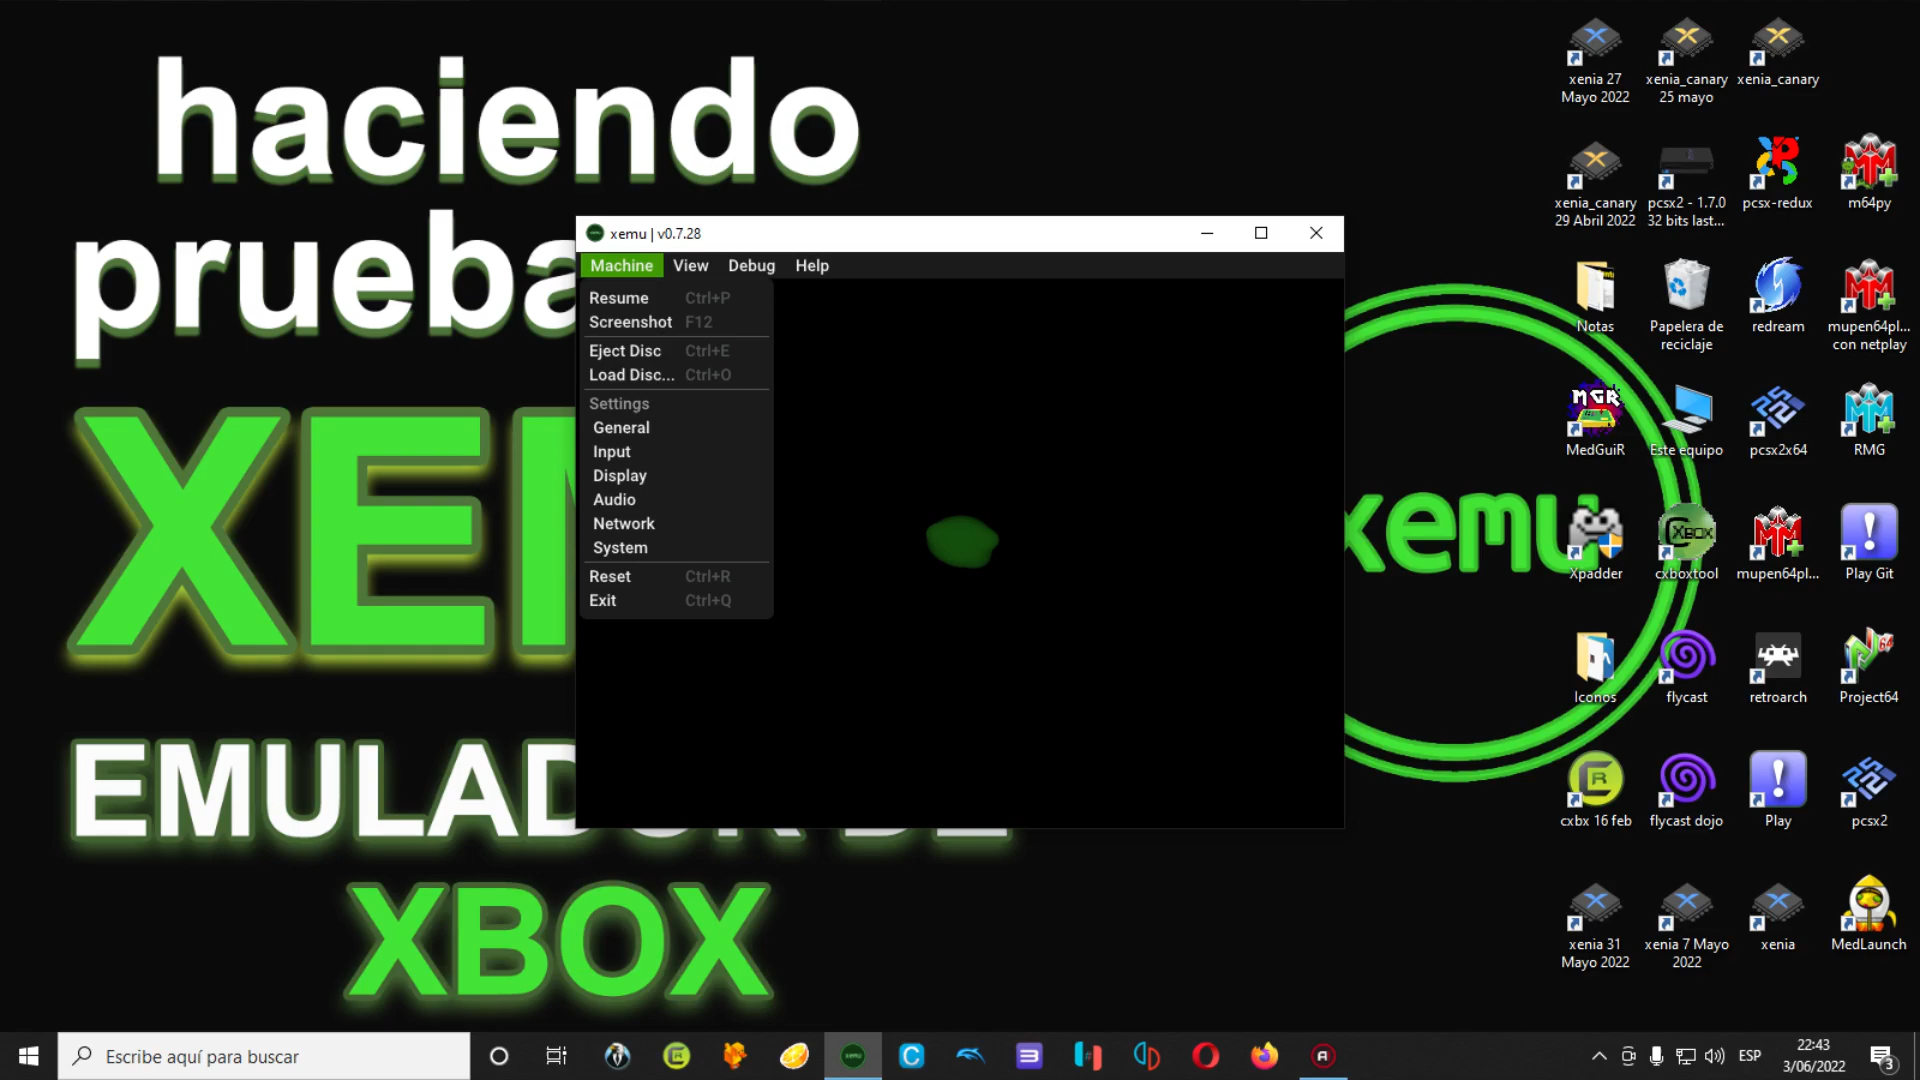 haciendo
prueba
XE
EMULAD
XBOX
xemu | v0.7.28
Machine View Debug Help
Resume Ctrl+P
Screenshot F12
Eject Disc Ctrl+E
Load Disc... Ctrl+O
Settings
General
Input
Display
Audio
Network
System
Reset Ctrl+R
Exit Ctrl+Q
xemu
xenia 27
Mayo 2022
xenia_canary
25 mayo
xenia_canary
xenia_canary
29 Abril 2022
pcsx2 - 1.7.0
32 bits last...
pcsx-redux
m64py
Notas
Papelera de
reciclaje
redream
mupen64pl...
con netplay
MGR
MedGuiR
Este equipo
pcsx2x64
RMG
Xpadder
CXBOX
cxboxtool
mupen64pl...
Play Git
Iconos
flycast
retroarch
64
Project64
cxbx 16 feb
flycast dojo
Play
pcsx2
xenia 31
Mayo 2022
xenia 7 Mayo
2022
xenia
MedLaunch
Escribe aquí para buscar
ESP
22:43
3/06/2022
3